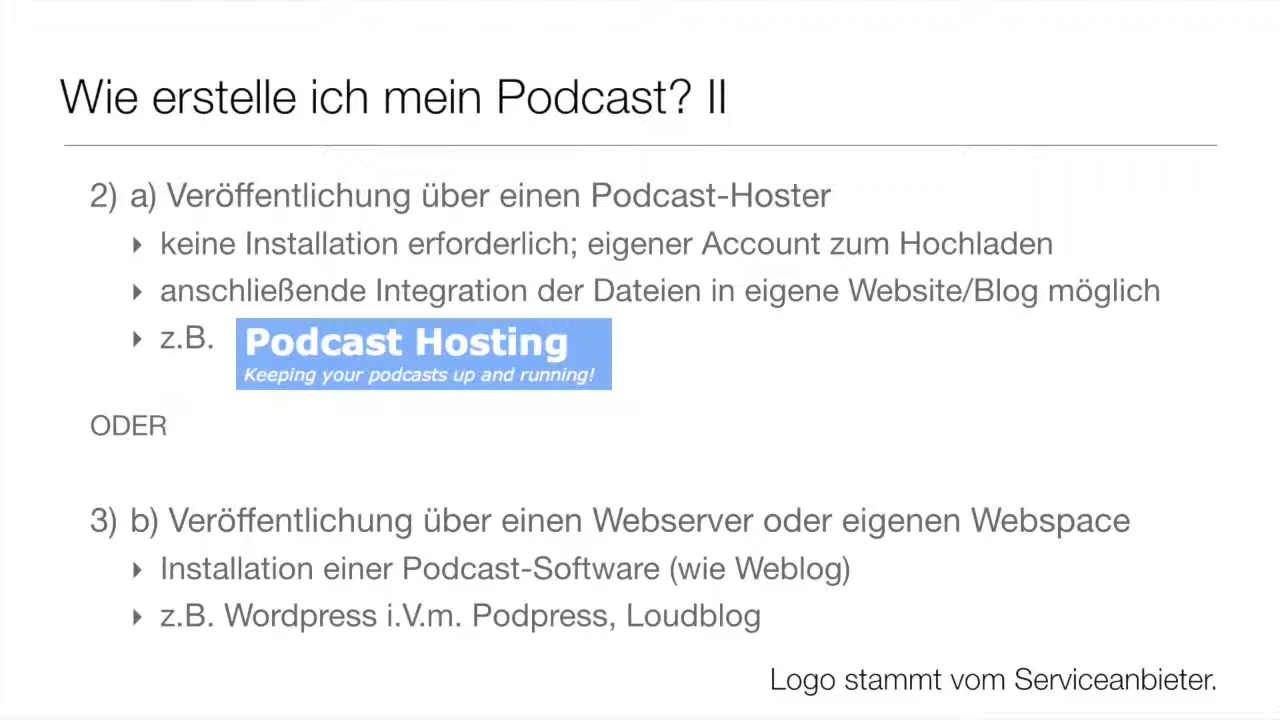 Wie erstelle ich mein Podcast? II
2) a) Veröffentlichung über einen Podcast-Hoster
‣ keine Installation erforderlich; eigener Account zum Hochladen
‣ anschließende Integration der Dateien in eigene Website/Blog möglich
‣ z.B. Podcast Hosting
Keeping your podcasts up and running!
ODER
3) b) Veröffentlichung über einen Webserver oder eigenen Webspace
‣ Installation einer Podcast-Software (wie Weblog)
‣ z.B. Wordpress i.V.m. Podpress, Loudblog
Logo stammt vom Serviceanbieter.